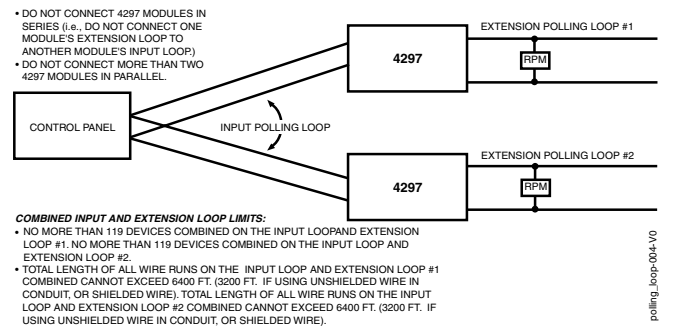 • DO NOT CONNECT 4297 MODULES IN
SERIES (i.e., DO NOT CONNECT ONE
MODULE'S EXTENSION LOOP TO
ANOTHER MODULE'S INPUT LOOP.)
• DO NOT CONNECT MORE THAN TWO
4297 MODULES IN PARALLEL.
EXTENSION POLLING LOOP #1
4297
RPM
CONTROL PANEL
INPUT POLLING LOOP
EXTENSION POLLING LOOP #2
4297
RPM
COMBINED INPUT AND EXTENSION LOOP LIMITS:
• NO MORE THAN 119 DEVICES COMBINED ON THE INPUT LOOPAND EXTENSION
LOOP #1. NO MORE THAN 119 DEVICES COMBINED ON THE INPUT LOOP AND
EXTENSION LOOP #2.
• TOTAL LENGTH OF ALL WIRE RUNS ON THE INPUT LOOP AND EXTENSION LOOP #1
COMBINED CANNOT EXCEED 6400 FT. (3200 FT. IF USING UNSHIELDED WIRE IN
CONDUIT, OR SHIELDED WIRE). TOTAL LENGTH OF ALL WIRE RUNS ON THE INPUT
LOOP AND EXTENSION LOOP #2 COMBINED CANNOT EXCEED 6400 FT. (3200 FT. IF
USING UNSHIELDED WIRE IN CONDUIT, OR SHIELDED WIRE).
polling_loop-004-V0